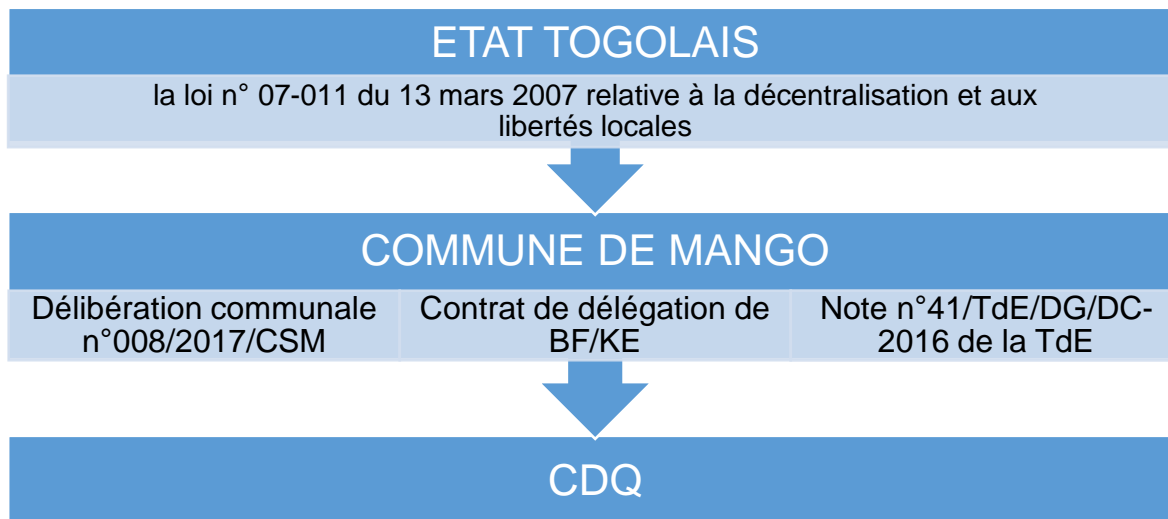 ETAT TOGOLAIS
la loi n° 07-011 du 13 mars 2007 relative à la décentralisation et aux
libertés locales
COMMUNE DE MANGO
Délibération communale
n°008/2017/CSM
Contrat de délégation de
BF/KE
Note n°41/TdE/DG/DC-
2016 de la TdE
CDQ